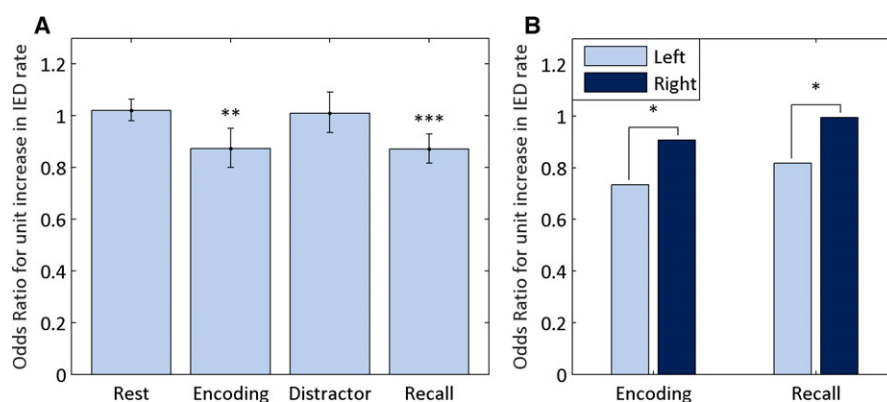 A
Odds Ratio for unit increase in IED rate
1.2
1
0.8
0.6
0.4
0.2
0
**
***
Rest Encoding Distractor Recall
B
Odds Ratio for unit increase in IED rate
1.2
1
0.8
0.6
0.4
0.2
0
Left
Right
*
*
Encoding Recall